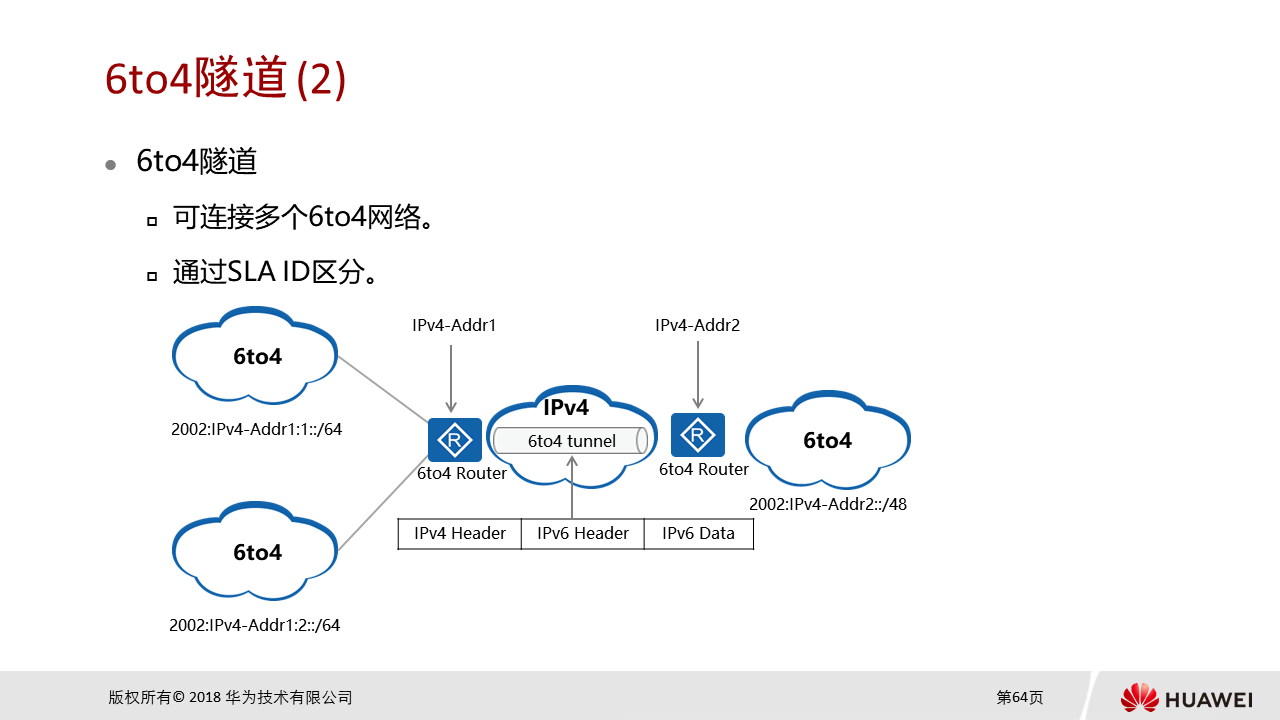 6to4隧道 (2)
6to4隧道
可连接多个6to4网络。
通过SLA ID区分。
IPv4-Addr1
IPv4-Addr2
6to4
2002:IPv4-Addr1:1::/64
R
6to4 Router
IPv4
6to4 tunnel
R
6to4 Router
6to4
2002:IPv4-Addr2::/48
IPv4 Header IPv6 Header IPv6 Data
6to4
2002:IPv4-Addr1:2::/64
版权所有© 2018 华为技术有限公司
第64页
HUAWEI